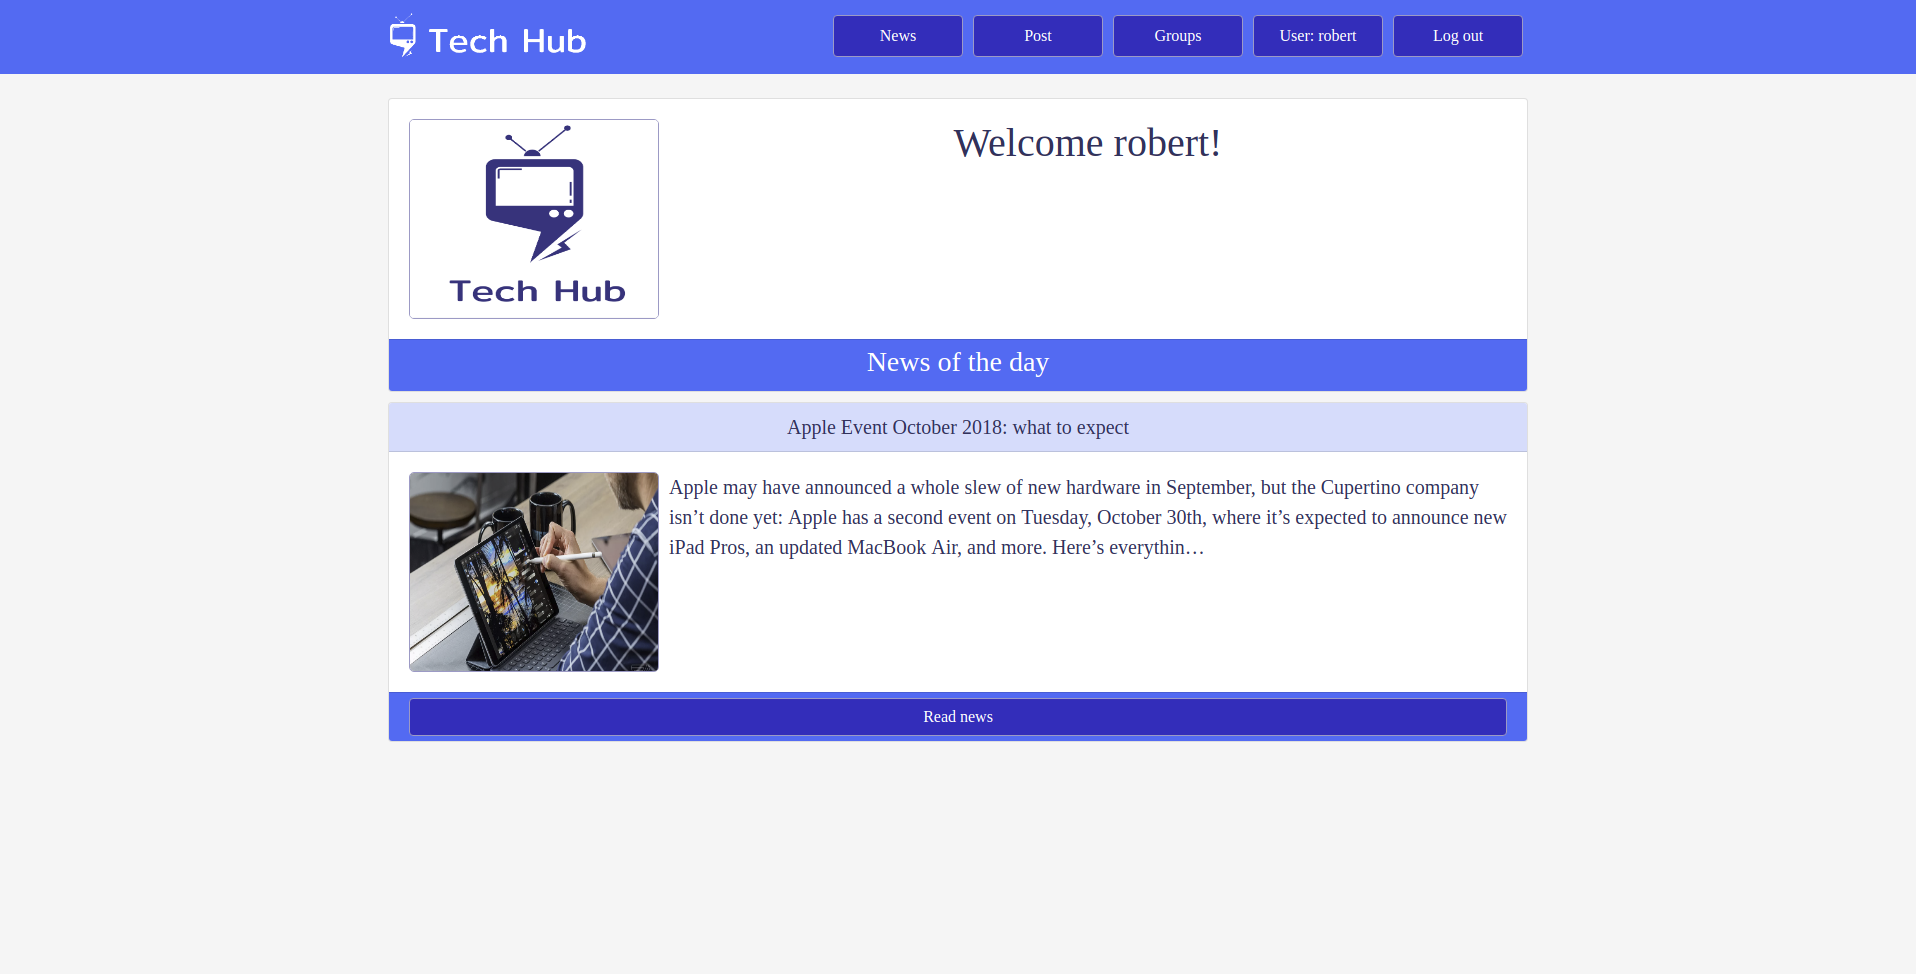 Tech Hub
News
Post
Groups
User: robert
Log out
Tech Hub
Welcome robert!
News of the day
Apple Event October 2018: what to expect
Apple may have announced a whole slew of new hardware in September, but the Cupertino company
isn’t done yet: Apple has a second event on Tuesday, October 30th, where it’s expected to announce new
iPad Pros, an updated MacBook Air, and more. Here’s everythin…
Read news